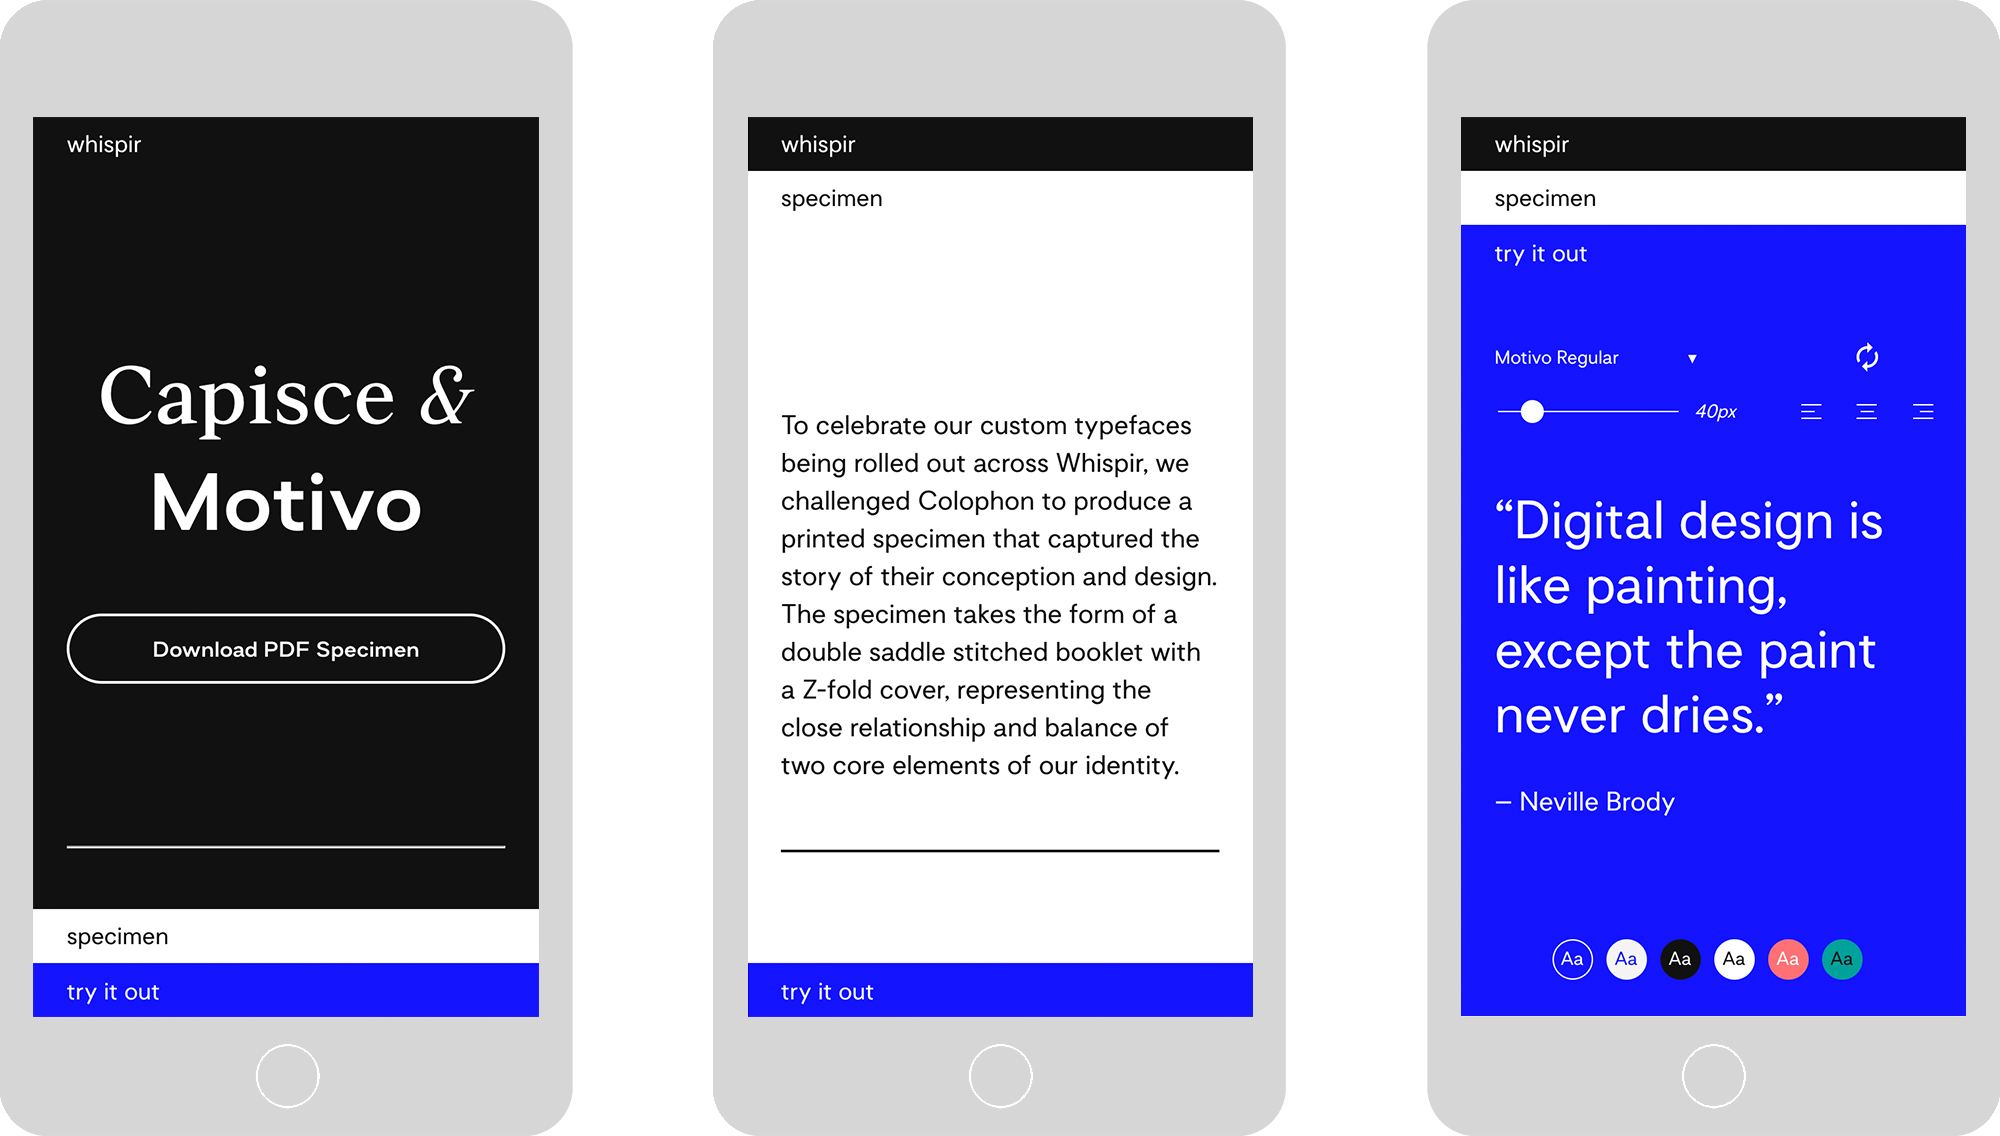 whispir
Capisce &
Motivo
Download PDF Specimen
specimen
try it out
whispir
specimen
To celebrate our custom typefaces
being rolled out across Whispir, we
challenged Colophon to produce a
printed specimen that captured the
story of their conception and design.
The specimen takes the form of a
double saddle stitched booklet with
a Z-fold cover, representing the
close relationship and balance of
two core elements of our identity.
try it out
whispir
specimen
try it out
Motivo Regular
40px
“Digital design is
like painting,
except the paint
never dries.”
– Neville Brody
Aa Aa Aa Aa Aa Aa